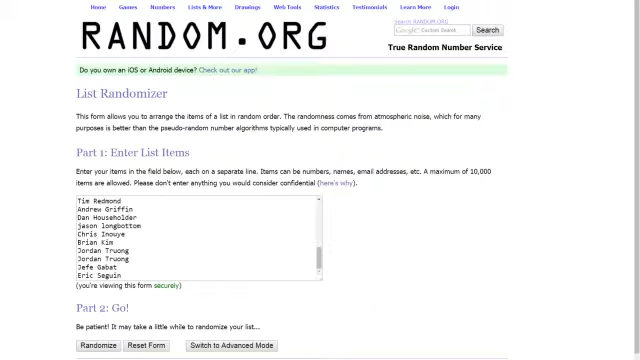 Home Games Numbers Lists & More Drawings Web Tools Statistics Testimonials Learn More Login
RANDOM.ORG
Search RANDOM.ORG
Google Custom Search
Search
True Random Number Service
Do you own an iOS or Android device? Check out our app!
List Randomizer
This form allows you to arrange the items of a list in random order. The randomness comes from atmospheric noise, which for many
purposes is better than the pseudo-random number algorithms typically used in computer programs.
Part 1: Enter List Items
Enter your items in the field below, each on a separate line. Items can be numbers, names, email addresses, etc. A maximum of 10,000
items are allowed. Please don't enter anything you would consider confidential (here's why).
Tim Redmond
Andrew Griffin
Dan Householder
jason longbottom
Chris Inouye
Brian Kim
Jordan Truong
Jordan Truong
Jefe Gabat
Eric Seguin
(you're viewing this form securely)
Part 2: Go!
Be patient! It may take a little while to randomize your list...
Randomize Reset Form Switch to Advanced Mode